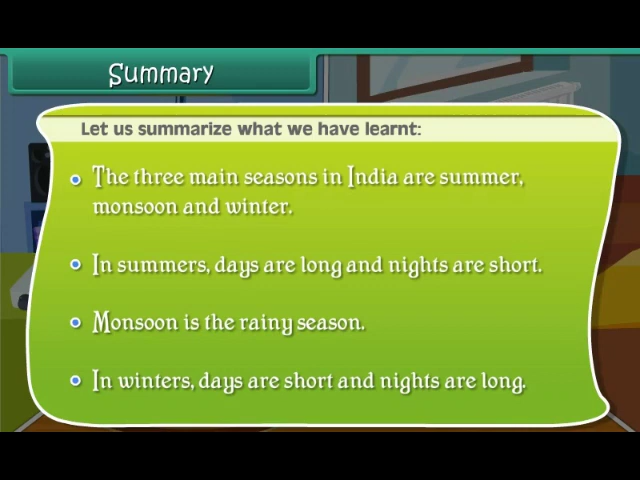 Summary
Let us summarize what we have learnt:
The three main seasons in India are summer,
monsoon and winter.
In summers, days are long and nights are short.
Monsoon is the rainy season.
In winters, days are short and nights are long.